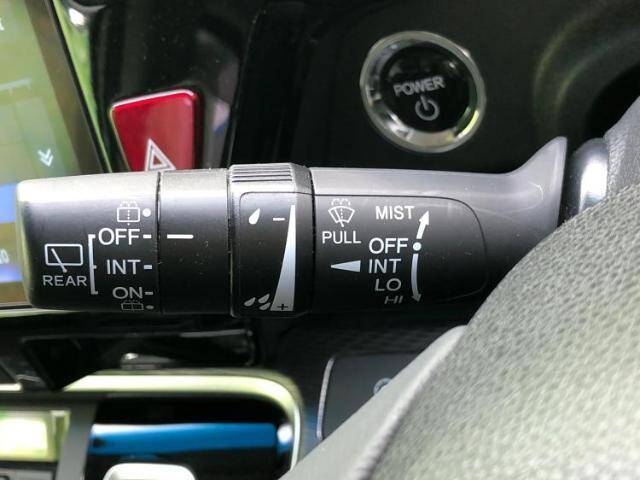 POWER
OFF
INT
ON
REAR
− +
PULL
MIST
OFF
INT
LO
HI